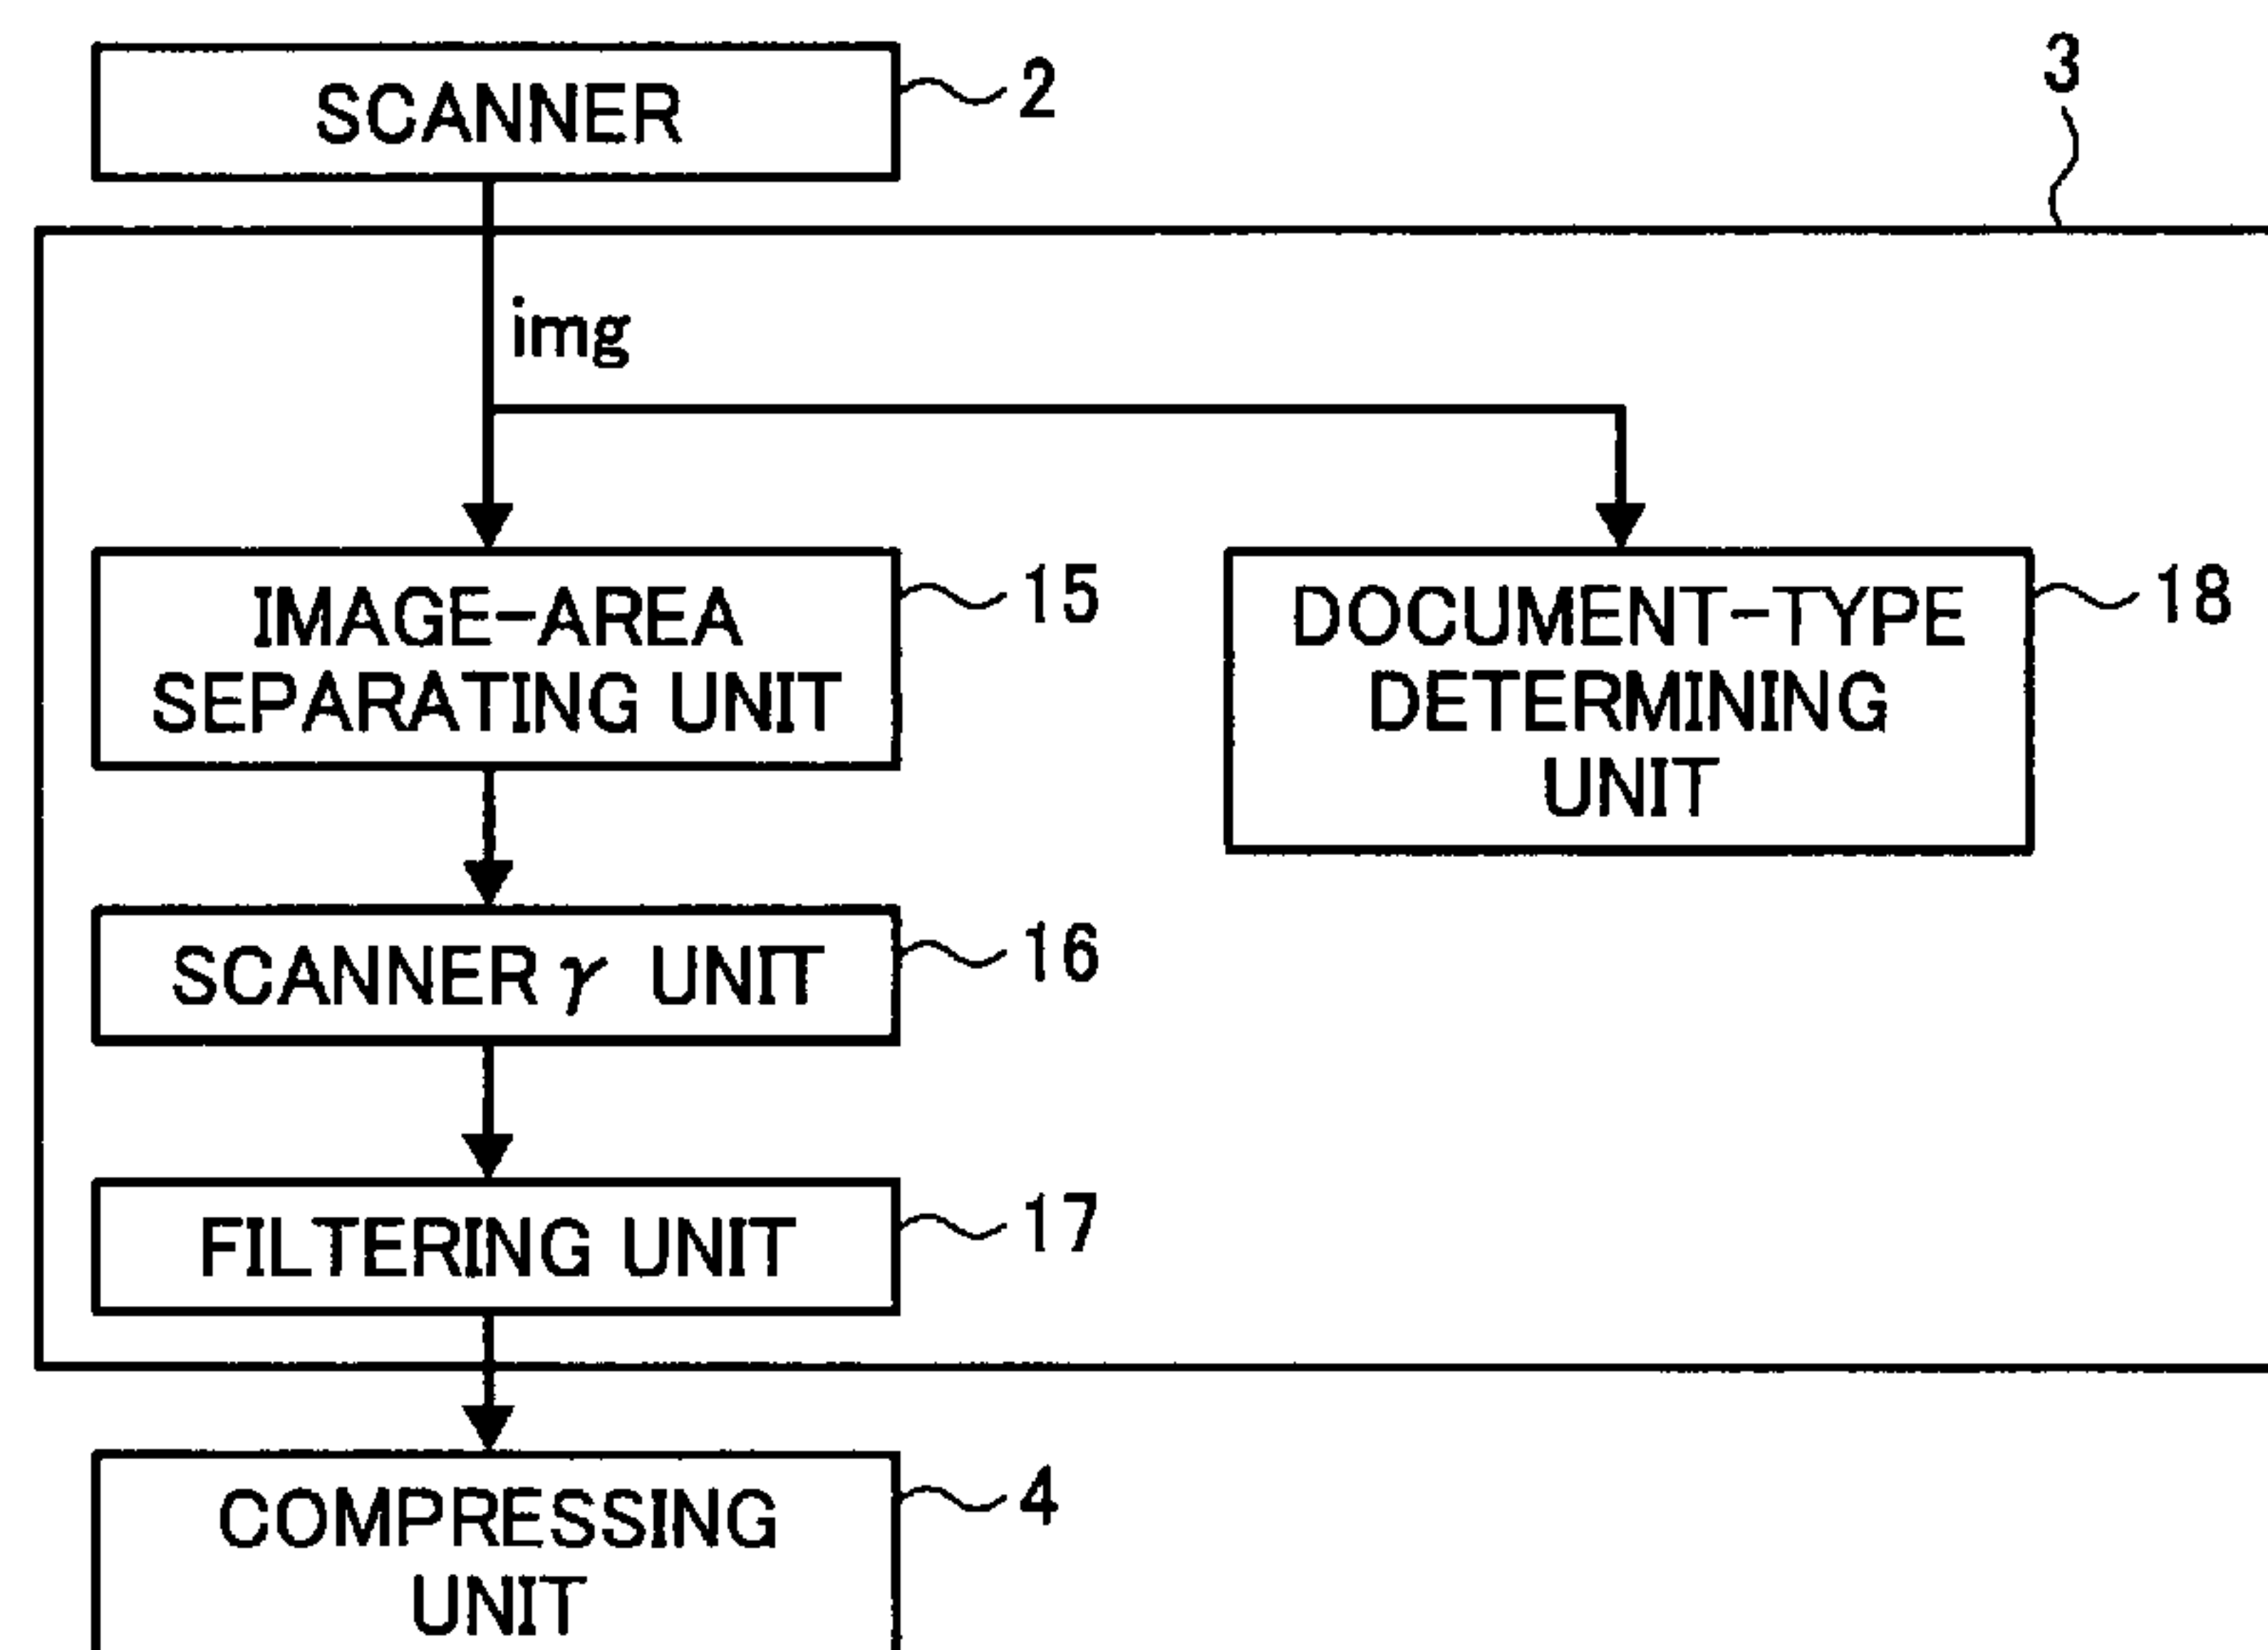 SCANNER
2
3
img
IMAGE-AREA
SEPARATING UNIT
15
DOCUMENT-TYPE
DETERMINING
UNIT
18
SCANNER γ UNIT
16
FILTERING UNIT
17
COMPRESSING
UNIT
4